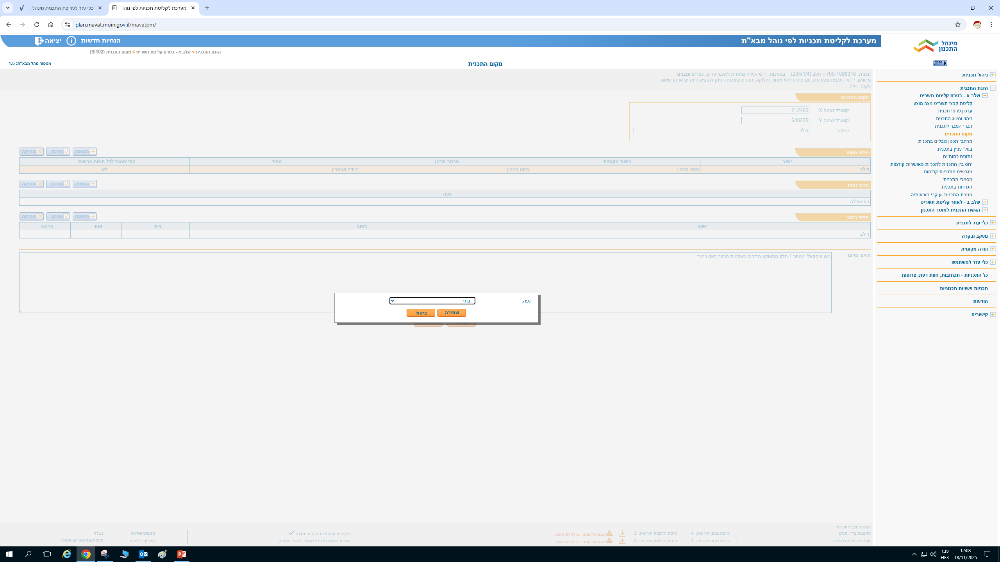 כלי עזר לעריכת התכנית מינהל
מערכת לקליטת תכניות לפי נוהל
plan.mavat.moin.gov.il/mavatpm/
מינהל התכנון
מערכת לקליטת תכניות לפי נוהל מבא"ת
הנחיות חדשות
יציאה
הזנת התכנית > שלב א - בטרם קליטת תשריט > מקום התכנית (SI102)
מקום התכנית
מספור נוהל מבא"ת: 1.5
הסתר תפריט
תכנית: 799-1080316 - דולב (234/1/4) בסמכות: יו"ש -ועדה מחוזית לתכנון ערים, כפרים ומבנים
סיווגים: יו"ש - תכנית מפורטת, עם פירוט ללא איחוד וחלוקה, תכנית שמכוחה ניתן להוציא היתרים או הרשאות
מקום: דולב
מקום התכנית
קואורדינאטה X: 212465
קואורדינאטה Y: 648255
שכונה: דולב
פרטי מקום
הוספה עדכון מחיקה
ישוב רשות מקומית מרחב תכנון מחוז התייחסות לכל תחום הרשות
דולב מטה בנימין מטה בנימין יהודה ושומרון לא
פרטי נפות
הוספה עדכון מחיקה
נפה
ראמאללה
פרטי רחוב
הוספה עדכון מחיקה
ישוב רחוב בית אות כניסה
דולב
תיאור מקום: גוש פיסקאלי מספר 1 חלק ממאוקע מידרוס באדמות הכפר ראס כרכר
נפה: - בחר -
שמירה ביטול
ניהול תכניות
הזנת התכנית
שלב א - בטרם קליטת תשריט
קליטת קבצי תשריט מצב מוצע
עדכון פרטי תכנית
זיהוי וסיווג התכנית
דברי הסבר לתכנית
מקום התכנית
מרחבי תכנון גובלים בתכנית
בעלי עניין בתכנית
נתונים כמותיים
יחס בין התכנית לתכניות מאושרות קודמות
מגרשים מתכניות קודמות
מסמכי התכנית
הגדרות בתכנית
מטרת התכנית ועיקרי הוראותיה
שלב ב - לאחר קליטת תשריט
הגשת התכנית למוסד התכנון
כלי עזר לתכנית
מעקב ובקרה
ועדה מקומית
כלי עזר למשתמש
כל התכניות - תכתובות, חוות דעת, צרופות
תכניות וישויות תכנוניות
הודעות
קישורים
תמונת מצב התכנית:
התכנית בידי: מגיש גרסת נתוני הוראות: 4 גרסת הדפסת הוראות: 3 ישנם עדכונים, יש להדפיס שוב תקינות התכנית: התכנית תקינה סטטוס שליחה: נשלח
סטטוס: פתוחה לעדכון גרסת נתוני תשריט: 4 גרסת הדפסת תשריט: 3 ישנם עדכונים, יש להדפיס שוב מטרת הגשת תכנית: הגשה למוסד התכנון תאריך שליחה: 09/06/2022 12:09:52
עבר
HE3
12:08
18/11/2025